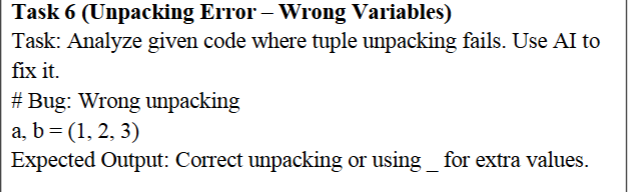 Task 6 (Unpacking Error – Wrong Variables)
Task: Analyze given code where tuple unpacking fails. Use AI to
fix it.
# Bug: Wrong unpacking
a, b = (1, 2, 3)
Expected Output: Correct unpacking or using _ for extra values.